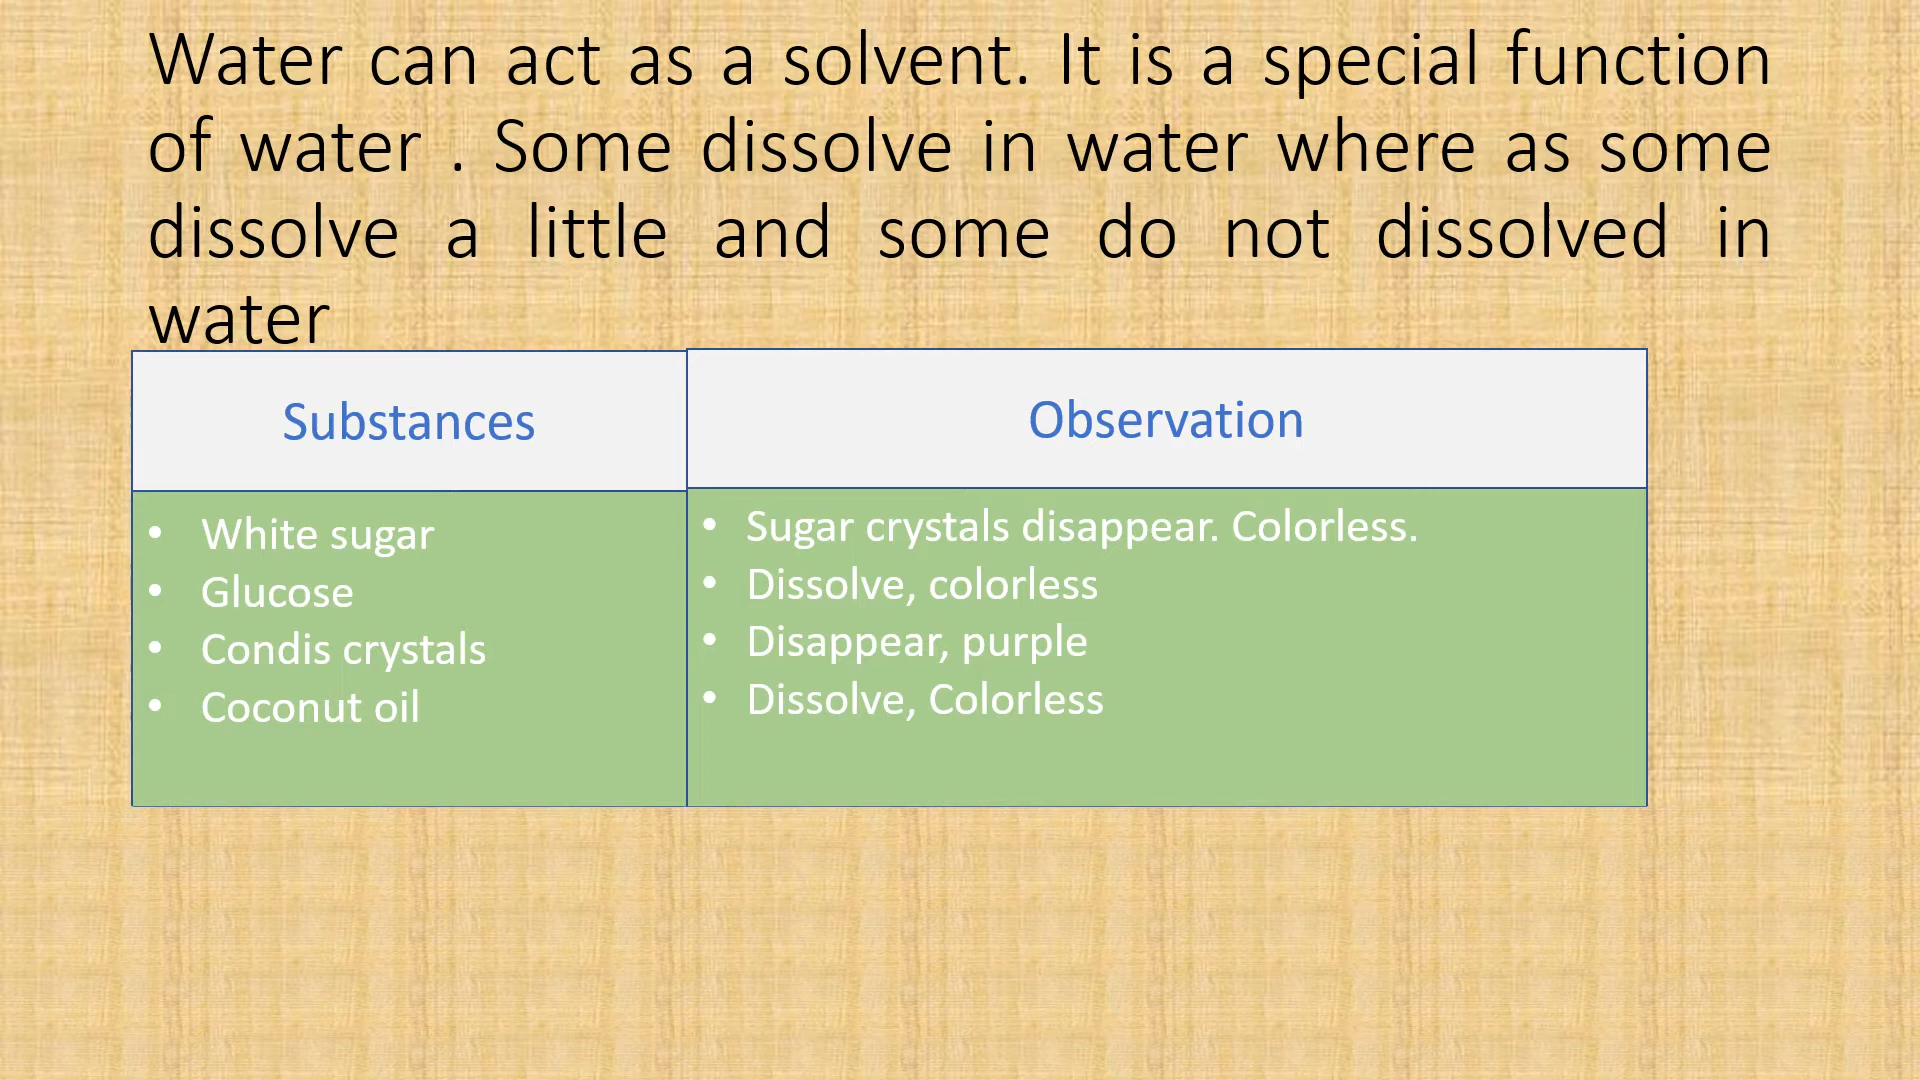 Water can act as a solvent. It is a special function
of water . Some dissolve in water where as some
dissolve a little and some do not dissolved in
water
Substances
Observation
• White sugar
• Glucose
• Condis crystals
• Coconut oil
• Sugar crystals disappear. Colorless.
• Dissolve, colorless
• Disappear, purple
• Dissolve, Colorless